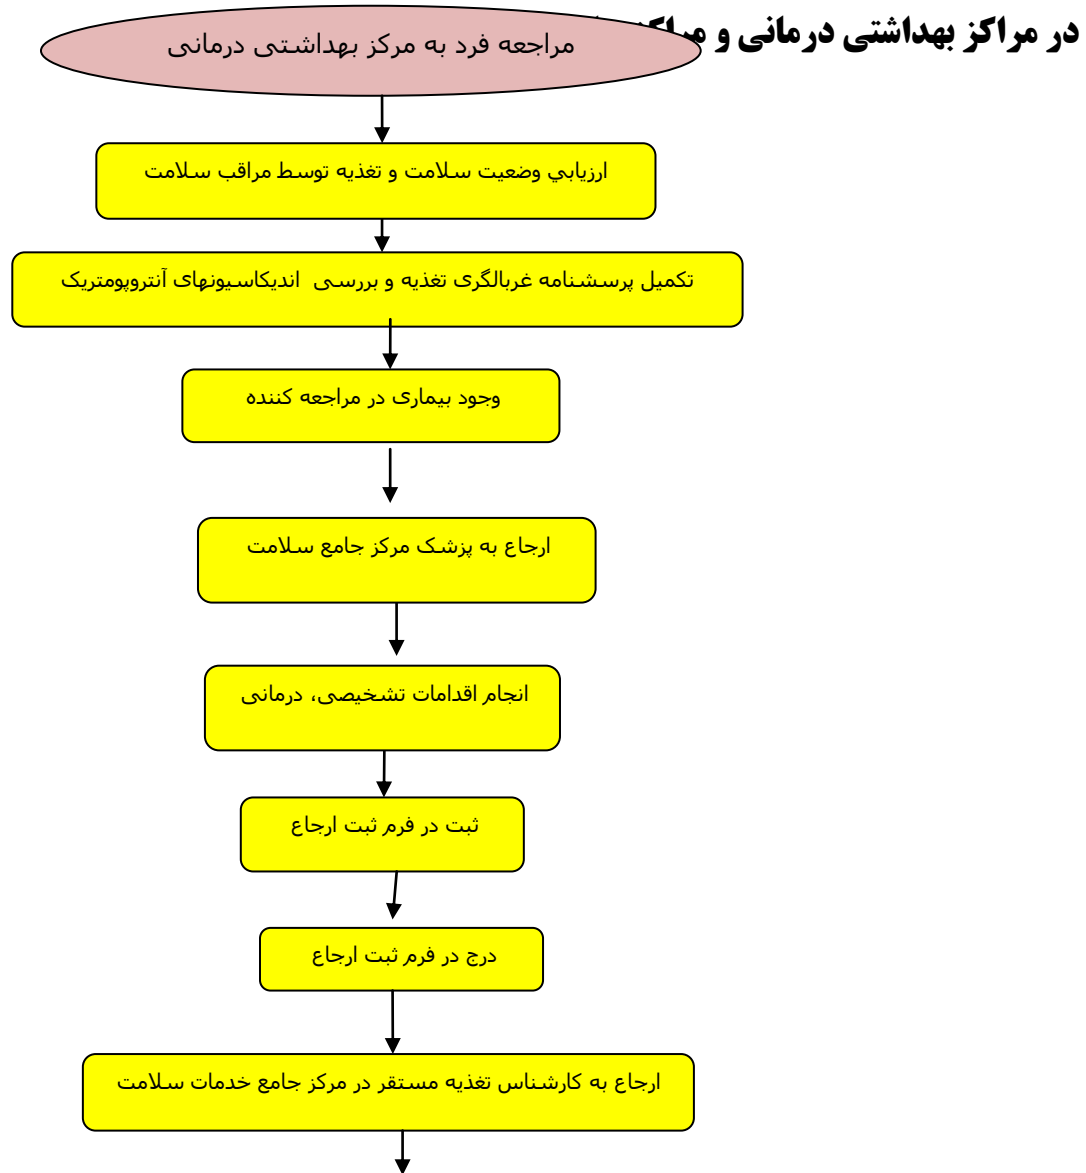 در مراکز بهداشتی درمانی و
مراجعه فرد به مرکز بهداشتی درمانی
ارزيابي وضعیت سلامت و تغذیه توسط مراقب سلامت
تکمیل پرسشنامه غربالگری تغذیه و بررسی اندیکاسیونهای آنتروپومتریک
وجود بیماری در مراجعه کننده
ارجاع به پزشک مرکز جامع سلامت
انجام اقدامات تشخیصی، درمانی
ثبت در فرم ثبت ارجاع
درج در فرم ثبت ارجاع
ارجاع به کارشناس تغذیه مستقر در مرکز جامع خدمات سلامت